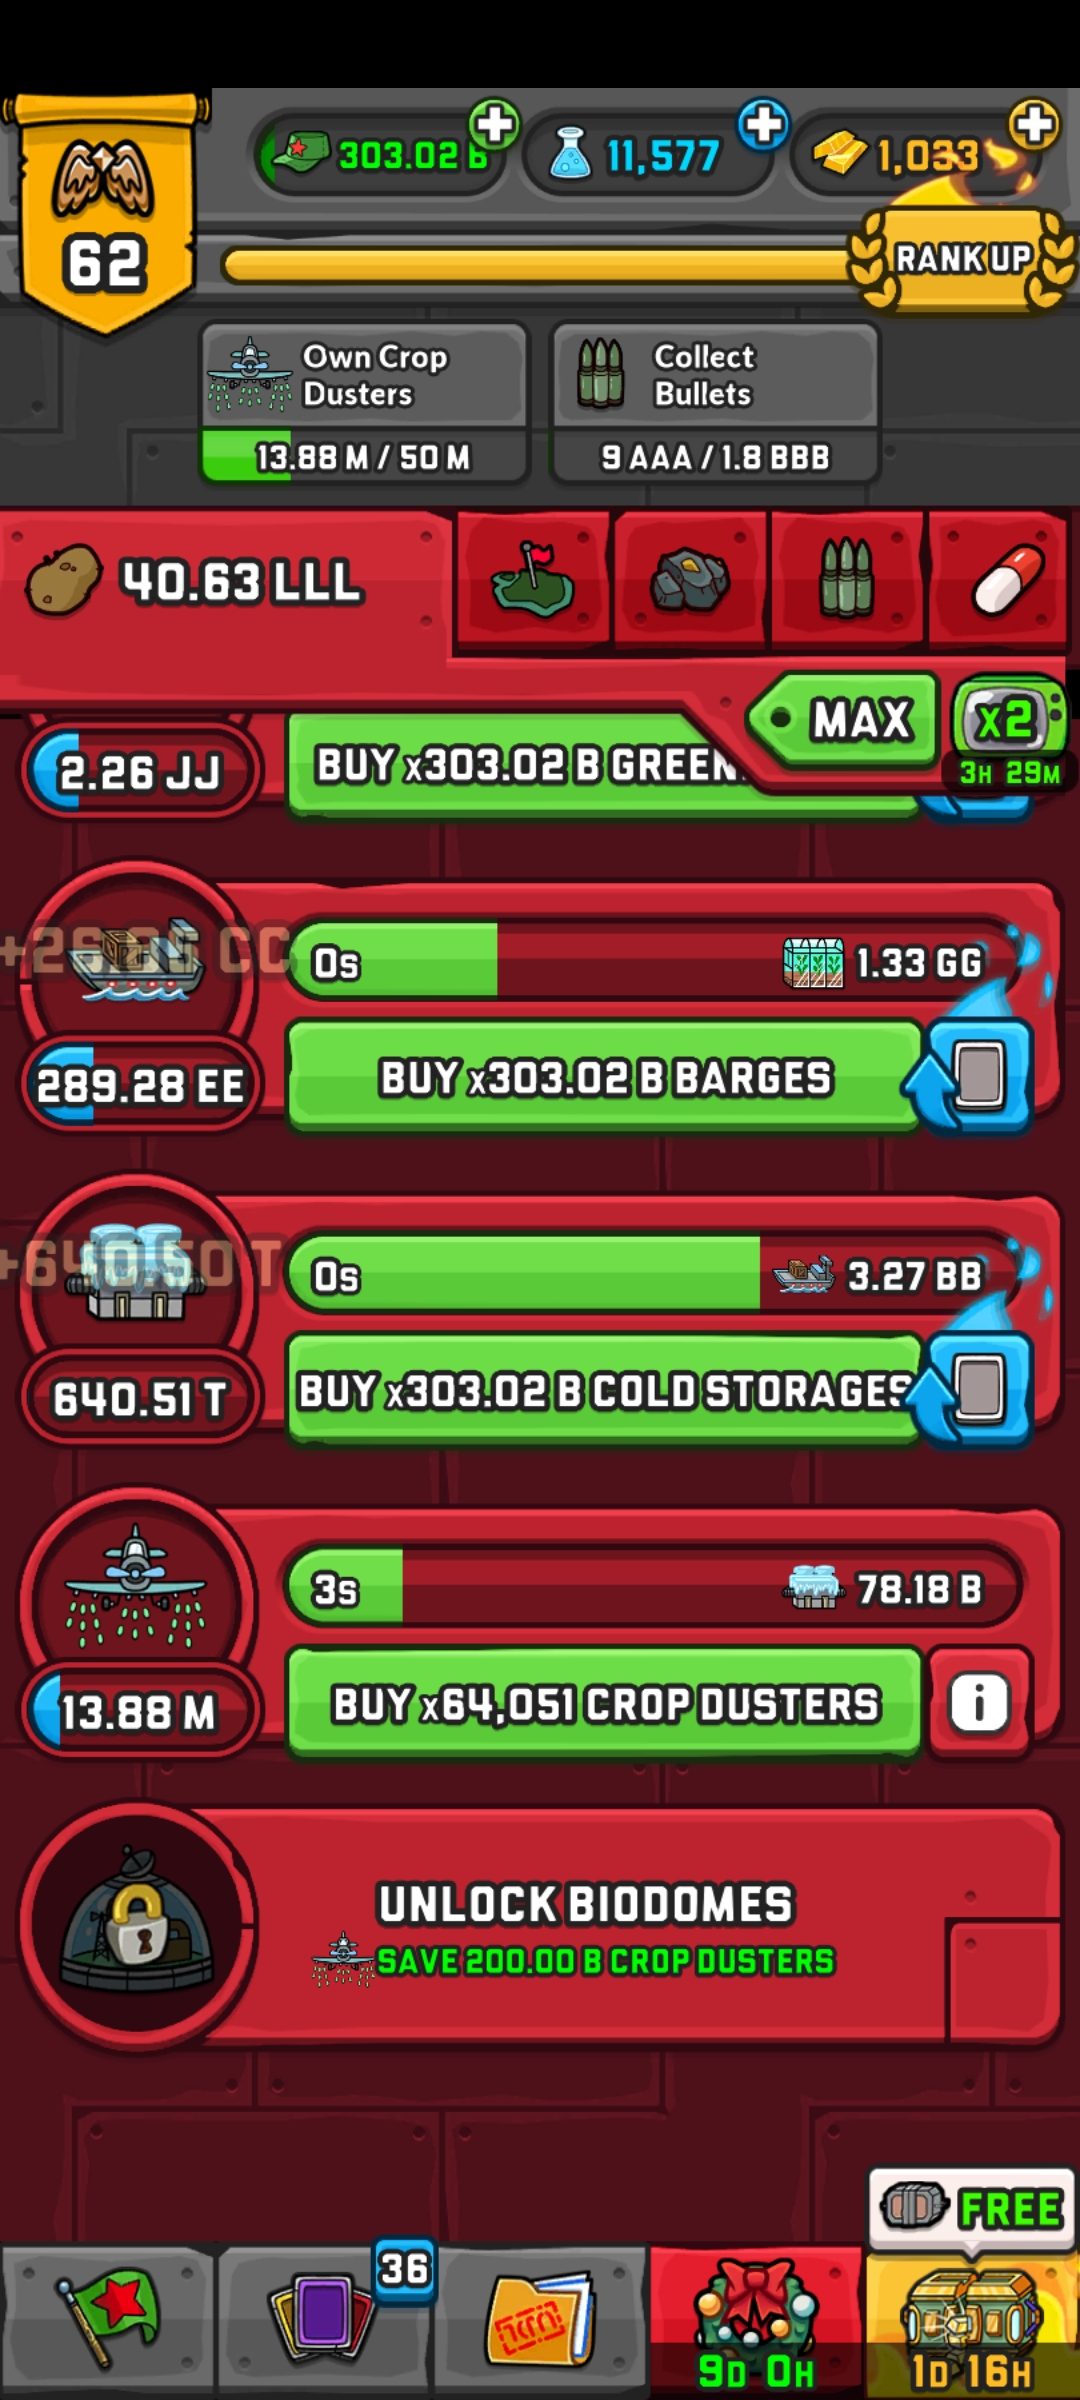 303.02 B
11,577
1,033
62
RANK UP
Own Crop
Dusters
13.88 M / 50 M
Collect
Bullets
9 AAA / 1.8 BBB
40.63 LLL
MAX
x2
3H 29M
2.26 JJ
BUY x303.02 B GREEN
0s
1.33 GG
289.28 EE
BUY x303.02 B BARGES
+640.50 T
0s
3.27 BB
640.51 T
BUY x303.02 B COLD STORAGES
3s
78.18 B
13.88 M
BUY x64,051 CROP DUSTERS
i
UNLOCK BIODOMES
SAVE 200.00 B CROP DUSTERS
FREE
36
9D 0H
1D 16H